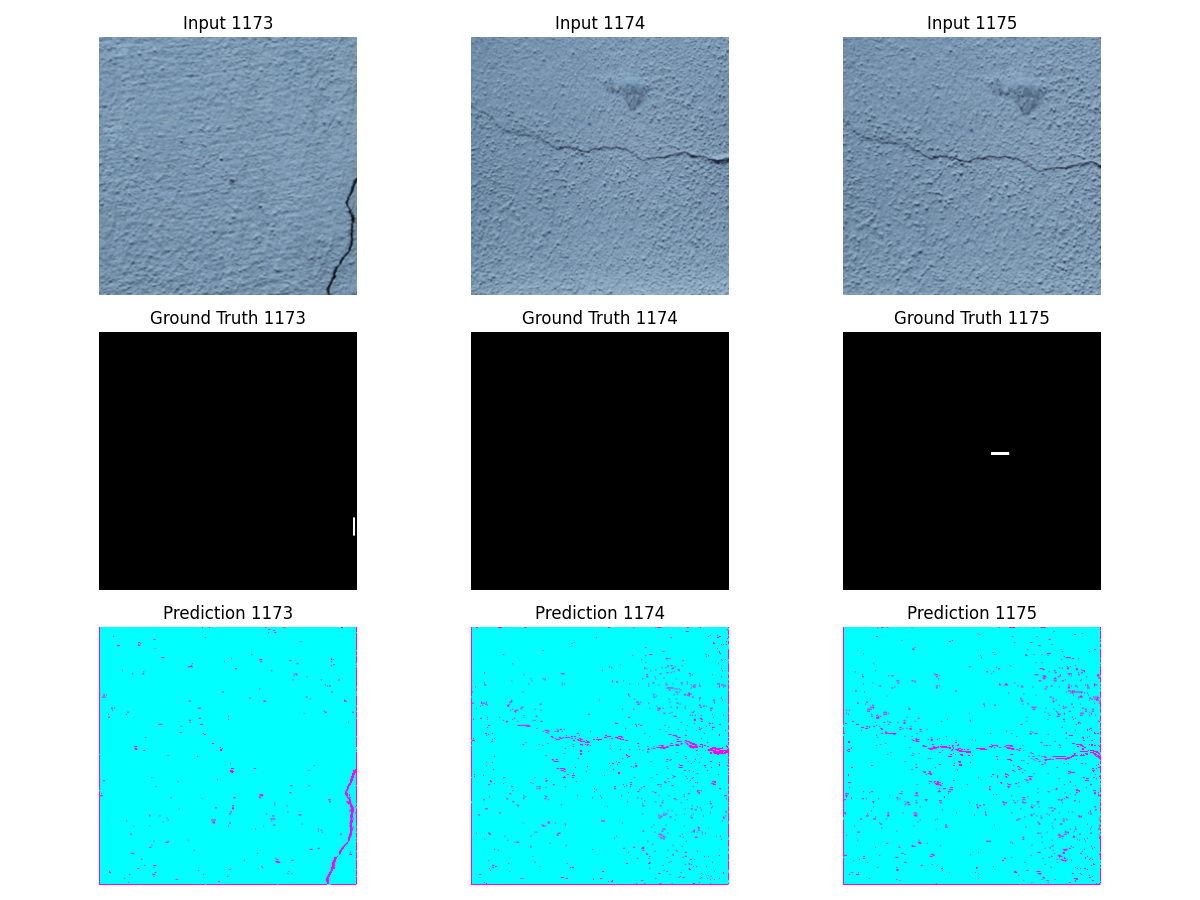 Input 1173
Input 1174
Input 1175
Ground Truth 1173
Ground Truth 1174
Ground Truth 1175
Prediction 1173
Prediction 1174
Prediction 1175